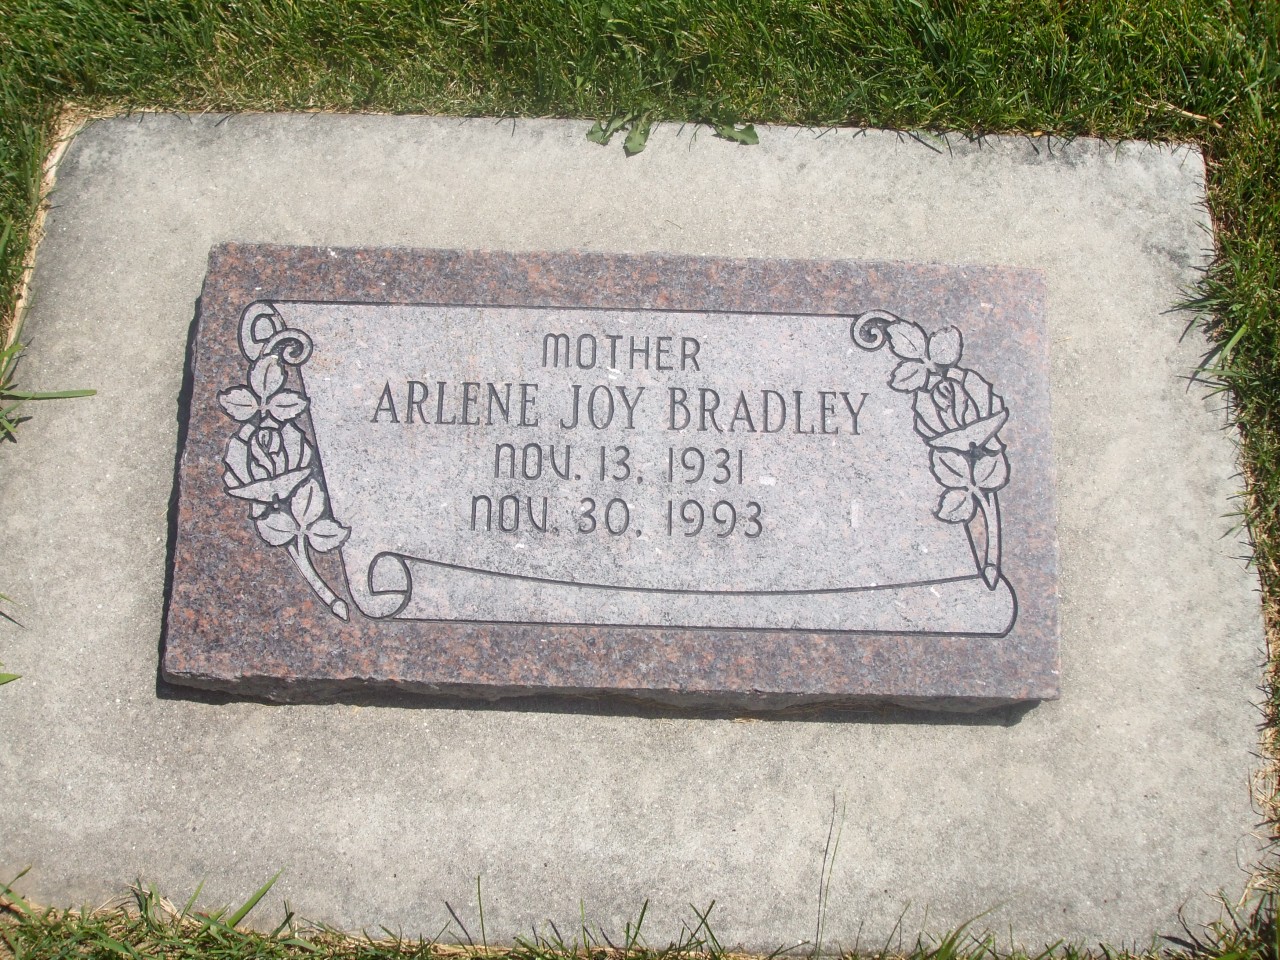 MOTHER
ARLENE JOY BRADLEY
NOV. 13, 1931
NOV. 30, 1993